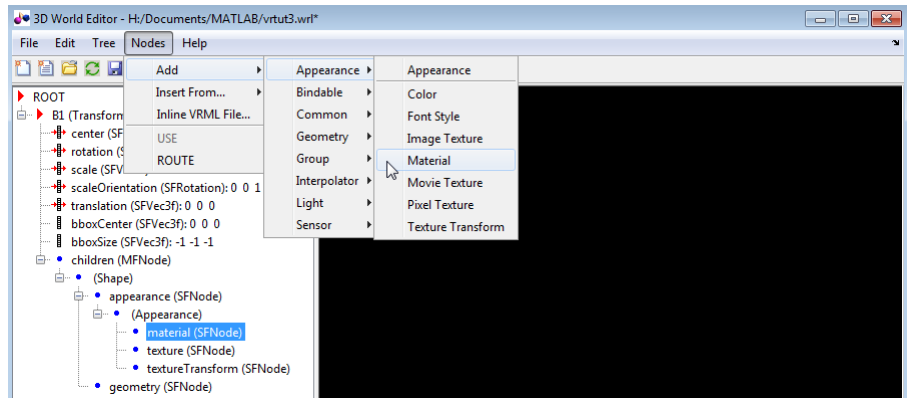 3D World Editor - H:/Documents/MATLAB/vrtut3.wrl*
File Edit Tree Nodes Help
Add
Insert From...
Inline VRML File...
USE
ROUTE
Appearance
Bindable
Common
Geometry
Group
Interpolator
Light
Sensor
Appearance
Color
Font Style
Image Texture
Material
Movie Texture
Pixel Texture
Texture Transform
ROOT
B1 (Transform
center (SF
rotation (S
scale (SFV
scaleOrientation (SFRotation): 0 0 1
translation (SFVec3f): 0 0 0
bboxCenter (SFVec3f): 0 0 0
bboxSize (SFVec3f): -1 -1 -1
children (MFNode)
(Shape)
appearance (SFNode)
(Appearance)
material (SFNode)
texture (SFNode)
textureTransform (SFNode)
geometry (SFNode)